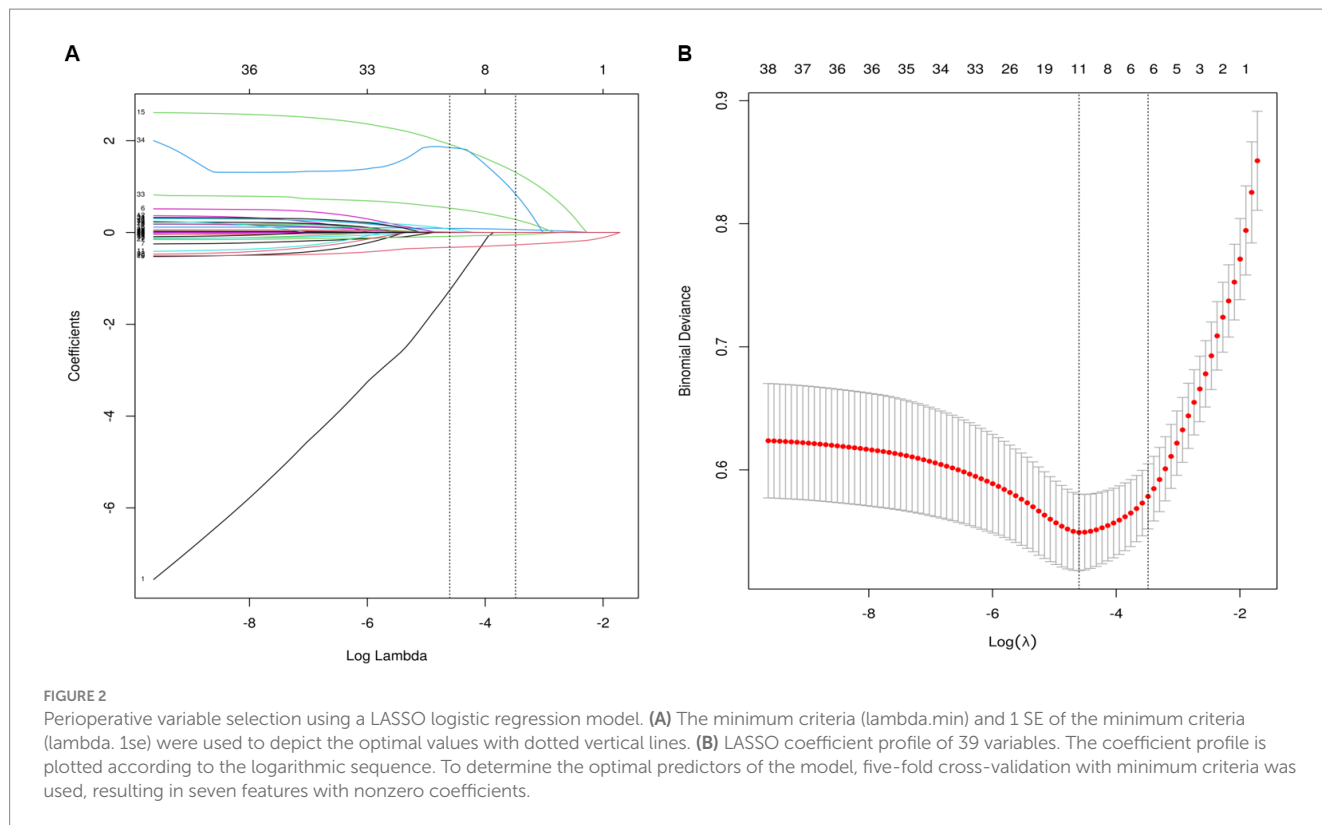 A
36 33 8 1
15
34
33
6
1
2
0
-2
-4
-6
Coefficients
-8 -6 -4 -2
Log Lambda
B
38 37 36 36 35 34 33 26 19 11 8 6 6 5 3 2 1
0.9
0.8
0.7
0.6
Binomial Deviance
-8 -6 -4 -2
Log(λ)
FIGURE 2
Perioperative variable selection using a LASSO logistic regression model. (A) The minimum criteria (lambda.min) and 1 SE of the minimum criteria
(lambda. 1se) were used to depict the optimal values with dotted vertical lines. (B) LASSO coefficient profile of 39 variables. The coefficient profile is
plotted according to the logarithmic sequence. To determine the optimal predictors of the model, five-fold cross-validation with minimum criteria was
used, resulting in seven features with nonzero coefficients.